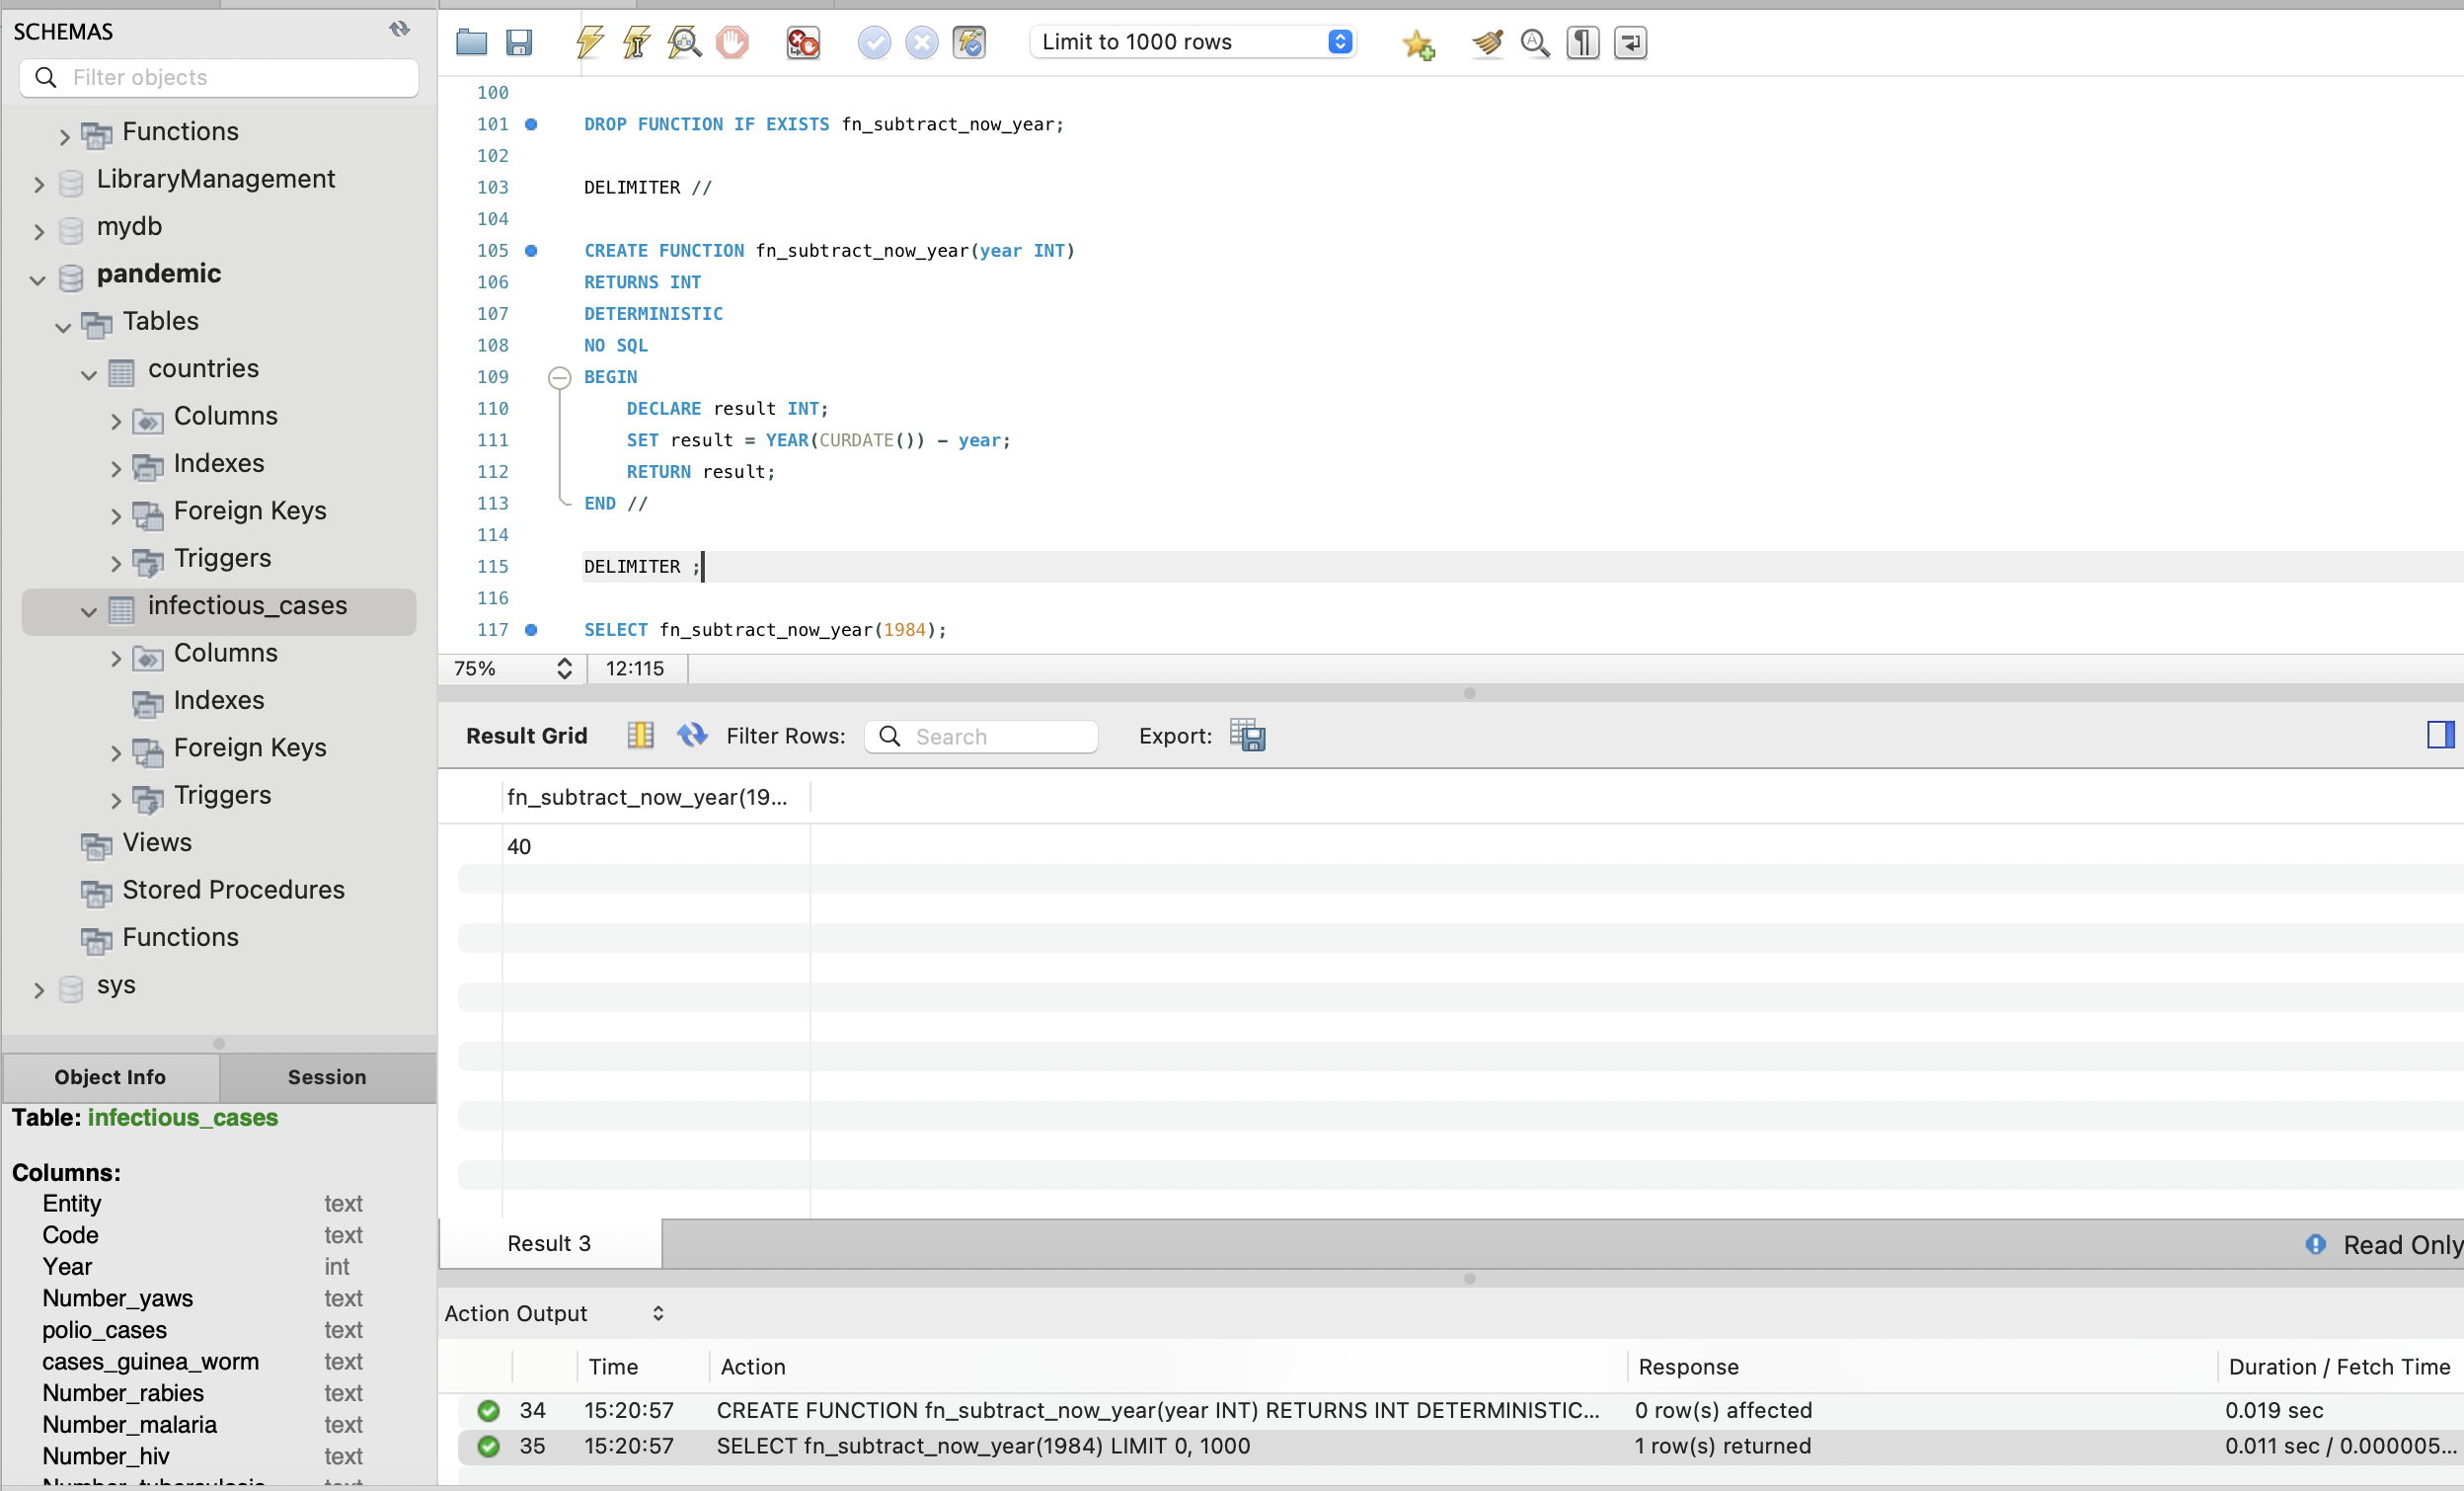 SCHEMAS
Filter objects
Functions
LibraryManagement
mydb
pandemic
Tables
countries
Columns
Indexes
Foreign Keys
Triggers
infectious_cases
Columns
Indexes
Foreign Keys
Triggers
Views
Stored Procedures
Functions
sys
Object Info Session
Table: infectious_cases
Columns:
Entity text
Code text
Year int
Number_yaws text
polio_cases text
cases_guinea_worm text
Number_rabies text
Number_malaria text
Number_hiv text
Limit to 1000 rows
100
101 DROP FUNCTION IF EXISTS fn_subtract_now_year;
102
103 DELIMITER //
104
105 CREATE FUNCTION fn_subtract_now_year(year INT)
106 RETURNS INT
107 DETERMINISTIC
108 NO SQL
109 BEGIN
110 DECLARE result INT;
111 SET result = YEAR(CURDATE()) - year;
112 RETURN result;
113 END //
114
115 DELIMITER ;
116
117 SELECT fn_subtract_now_year(1984);
75% 12:115
Result Grid Filter Rows: Search Export:
fn_subtract_now_year(19...
40
Result 3 Read Only
Action Output
Time Action Response Duration / Fetch Time
34 15:20:57 CREATE FUNCTION fn_subtract_now_year(year INT) RETURNS INT DETERMINISTIC... 0 row(s) affected 0.019 sec
35 15:20:57 SELECT fn_subtract_now_year(1984) LIMIT 0, 1000 1 row(s) returned 0.011 sec / 0.000005...